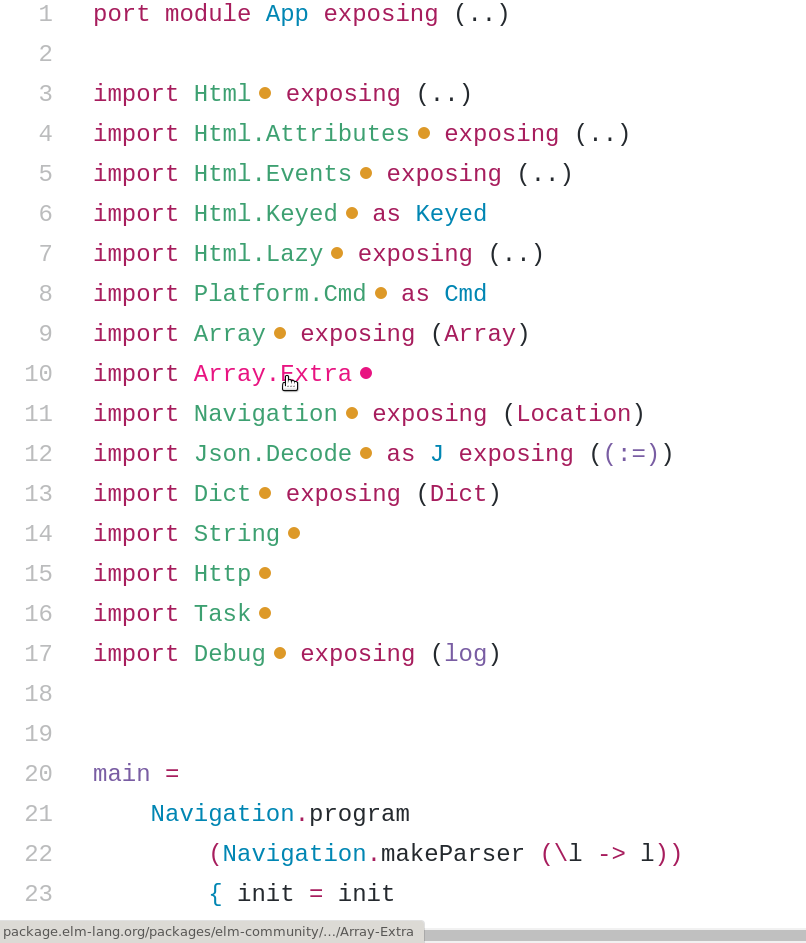 1 port module App exposing (..)
2
3 import Html exposing (..)
4 import Html.Attributes exposing (..)
5 import Html.Events exposing (..)
6 import Html.Keyed as Keyed
7 import Html.Lazy exposing (..)
8 import Platform.Cmd as Cmd
9 import Array exposing (Array)
10 import Array.Extra
11 import Navigation exposing (Location)
12 import Json.Decode as J exposing ((:=))
13 import Dict exposing (Dict)
14 import String
15 import Http
16 import Task
17 import Debug exposing (log)
18
19
20 main =
21     Navigation.program
22         (Navigation.makeParser (\l -> l))
23         { init = init
package.elm-lang.org/packages/elm-community/…/Array-Extra